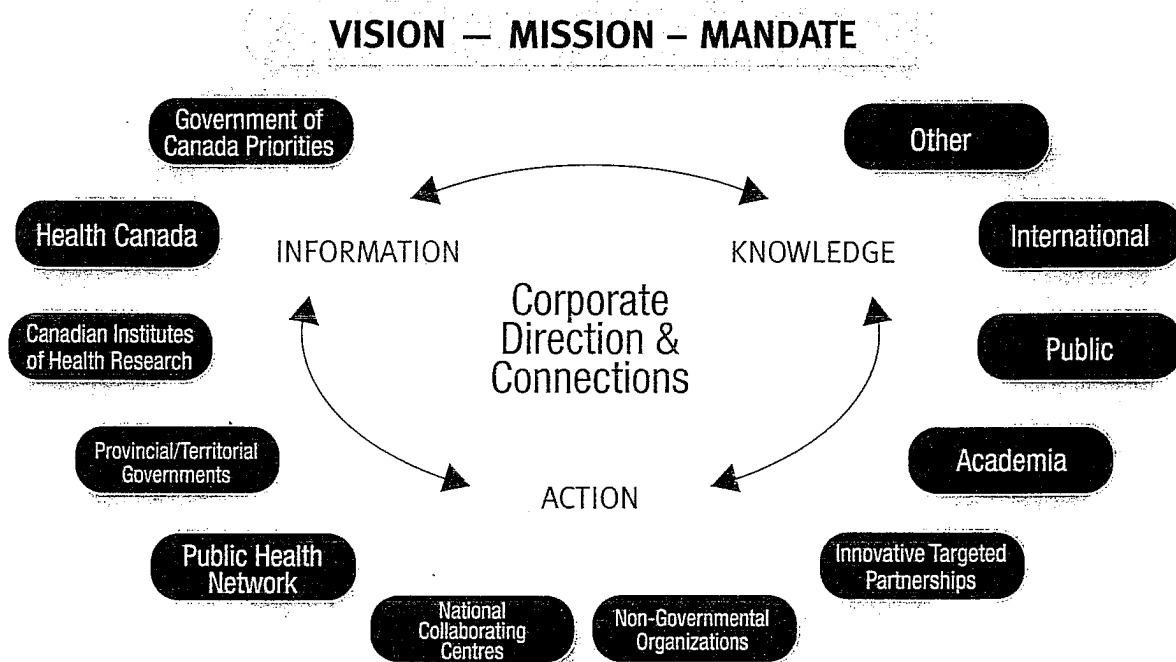 VISION — MISSION – MANDATE
Government of
Canada Priorities
Other
Health Canada
International
INFORMATION
KNOWLEDGE
Corporate
Direction &
Connections
Canadian Institutes
of Health Research
Public
Provincial/Territorial
Governments
Academia
ACTION
Public Health
Network
Innovative Targeted
Partnerships
National
Collaborating
Centres
Non-Governmental
Organizations